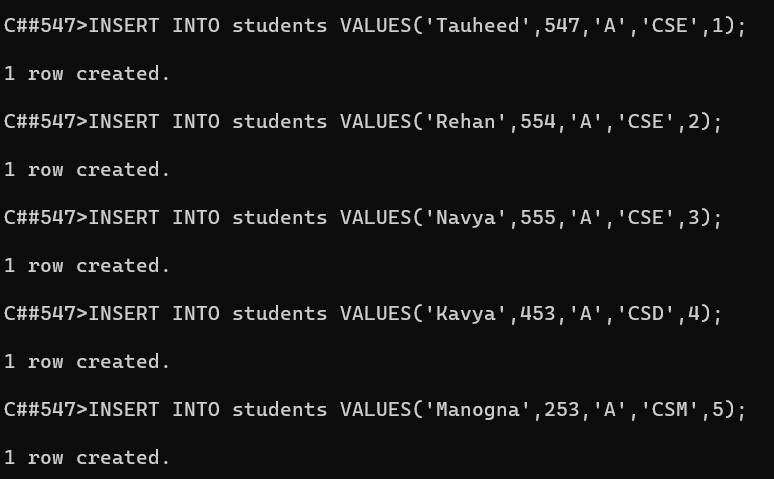 C##547>INSERT INTO students VALUES('Tauheed',547,'A','CSE',1);
1 row created.
C##547>INSERT INTO students VALUES('Rehan',554,'A','CSE',2);
1 row created.
C##547>INSERT INTO students VALUES('Navya',555,'A','CSE',3);
1 row created.
C##547>INSERT INTO students VALUES('Kavya',453,'A','CSD',4);
1 row created.
C##547>INSERT INTO students VALUES('Manogna',253,'A','CSM',5);
1 row created.